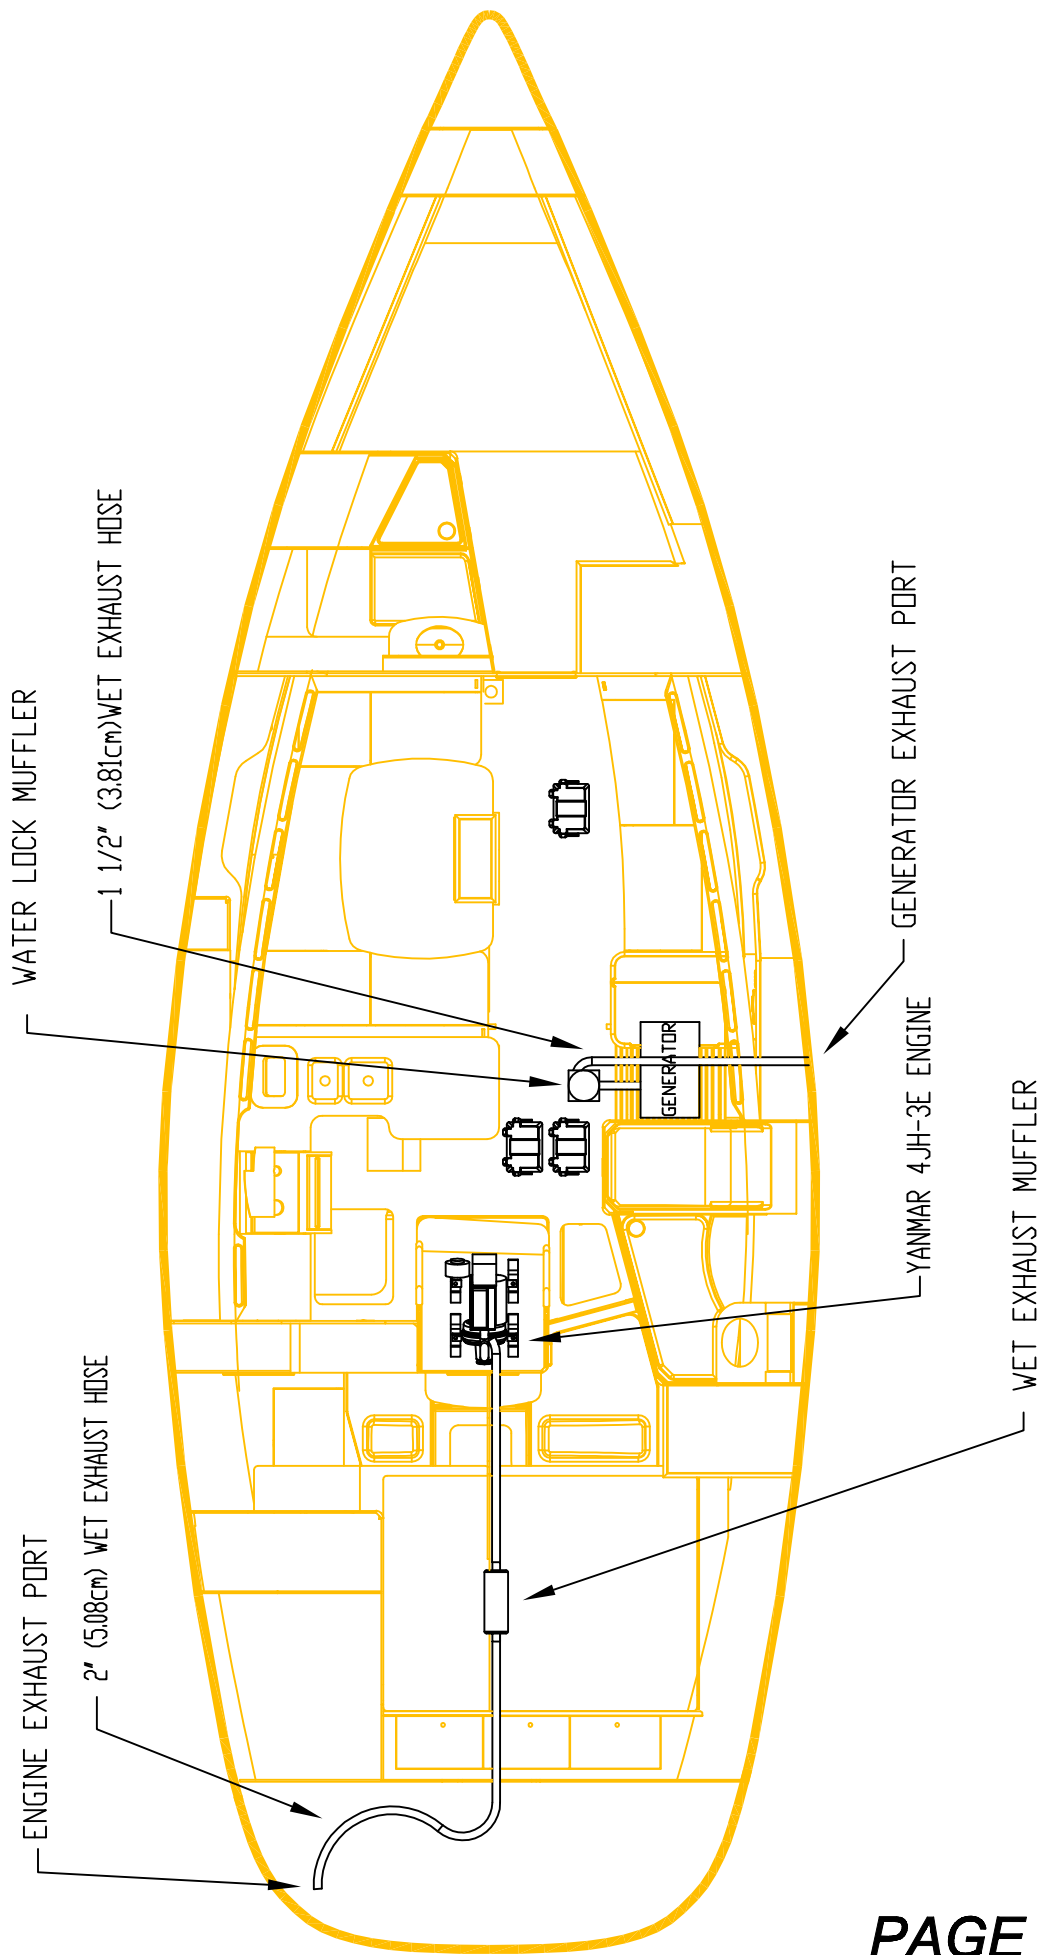 WATER LOCK MUFFLER
1 1/2" (3.81cm)WET EXHAUST HOSE
GENERATOR EXHAUST PORT
GENERATOR
YANMAR 4JH-3E ENGINE
WET EXHAUST MUFFLER
2" (5.08cm) WET EXHAUST HOSE
ENGINE EXHAUST PORT
PAGE